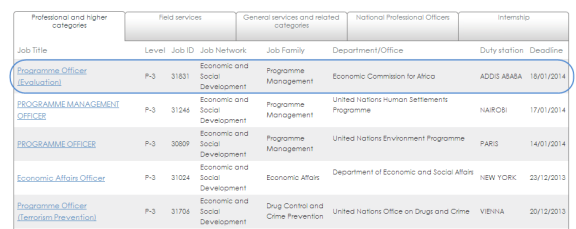 Professional and higher categories Field services General services and related categories National Professional Officers Internship
Job Title Level Job ID Job Network Job Family Department/Office Duty station Deadline
Programme Officer (Evaluation) P-3 31831 Economic and Social Development Programme Management Economic Commission for Africa ADDIS ABABA 18/01/2014
PROGRAMME MANAGEMENT OFFICER P-3 31246 Economic and Social Development Programme Management United Nations Human Settlements Programme NAIROBI 17/01/2014
PROGRAMME OFFICER P-3 30809 Economic and Social Development Programme Management United Nations Environment Programme PARIS 14/01/2014
Economic Affairs Officer P-3 31024 Economic and Social Development Economic Affairs Department of Economic and Social Affairs NEW YORK 23/12/2013
Programme Officer (Terrorism Prevention) P-3 31706 Economic and Social Development Drug Control and Crime Prevention United Nations Office on Drugs and Crime VIENNA 20/12/2013